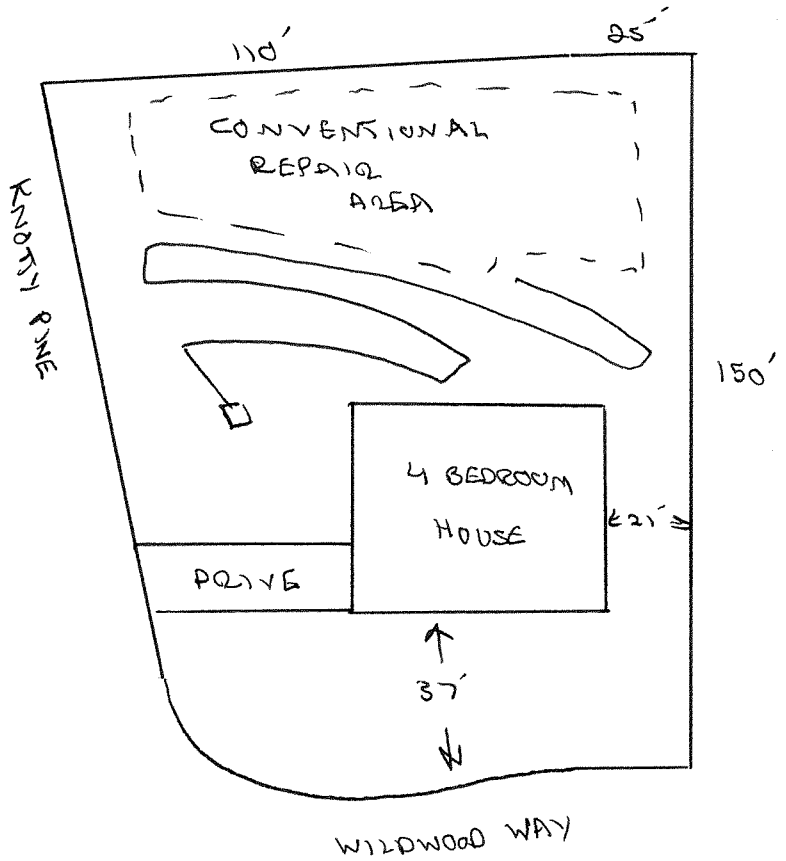 110'
25'
CONVENTIONAL
REPAIR
AREA
KNOTTY PINE
150'
4 BEDROOM
HOUSE
21'
DRIVE
37'
WILDWOOD WAY